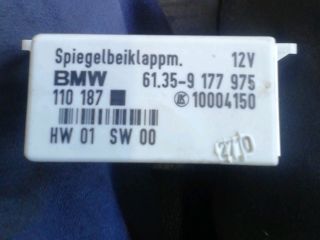 Spiegelbeiklappm. 12V
BMW 61.35-9 177 975
110 187 10004150
HW 01 SW 00